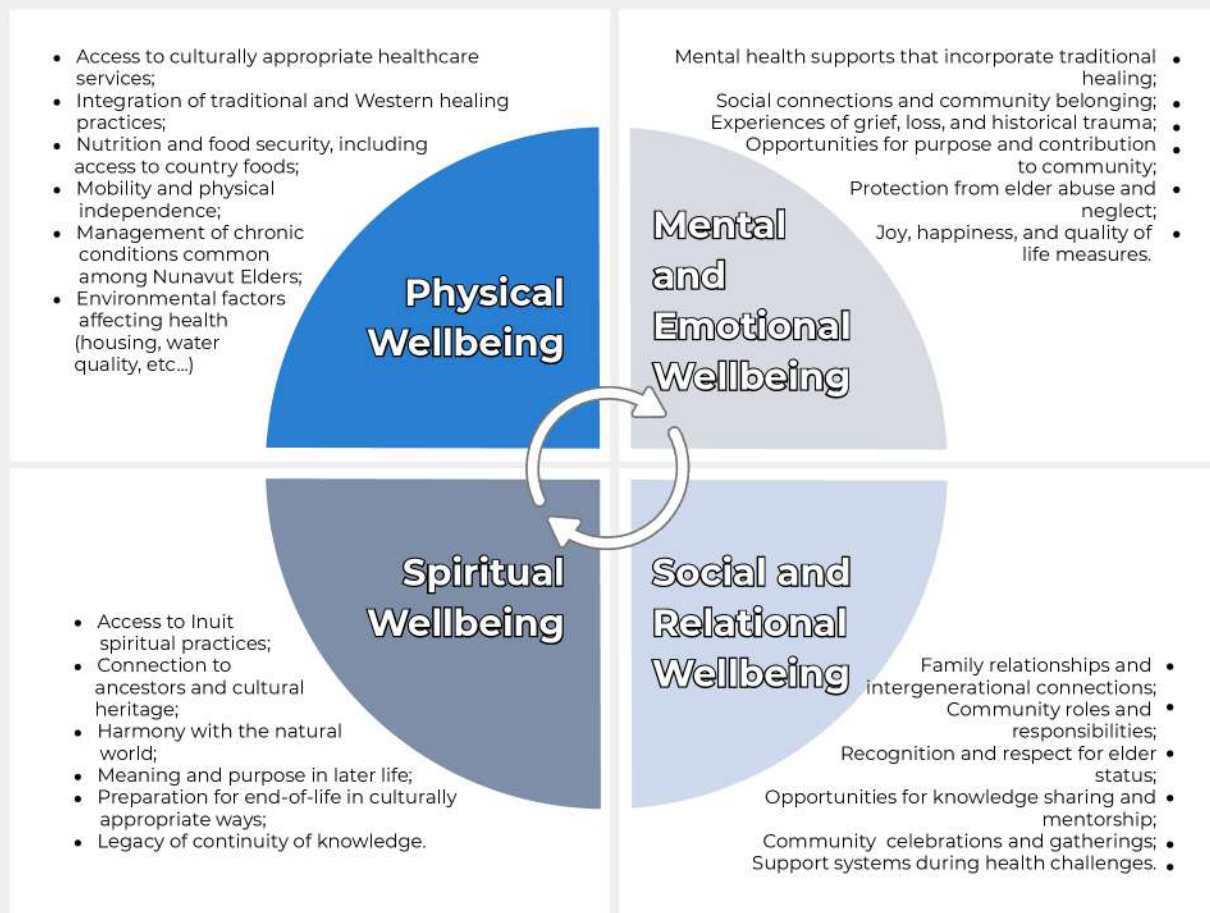 • Access to culturally appropriate healthcare
services;
• Integration of traditional and Western healing
practices;
• Nutrition and food security, including
access to country foods;
• Mobility and physical
independence;
• Management of chronic
conditions common
among Nunavut Elders;
• Environmental factors
affecting health
(housing, water
quality, etc...)
Physical
Wellbeing
Mental health supports that incorporate traditional •
healing;
Social connections and community belonging; •
Experiences of grief, loss, and historical trauma; •
Opportunities for purpose and contribution •
to community;
Protection from elder abuse and •
neglect;
Joy, happiness, and quality of •
life measures.
Mental
and
Emotional
Wellbeing
Spiritual
Wellbeing
• Access to Inuit
spiritual practices;
• Connection to
ancestors and cultural
heritage;
• Harmony with the natural
world;
• Meaning and purpose in later life;
• Preparation for end-of-life in culturally
appropriate ways;
• Legacy of continuity of knowledge.
Social and
Relational
Wellbeing
Family relationships and •
intergenerational connections;
Community roles and •
responsibilities;
Recognition and respect for elder •
status;
Opportunities for knowledge sharing and •
mentorship;
Community celebrations and gatherings; •
Support systems during health challenges. •